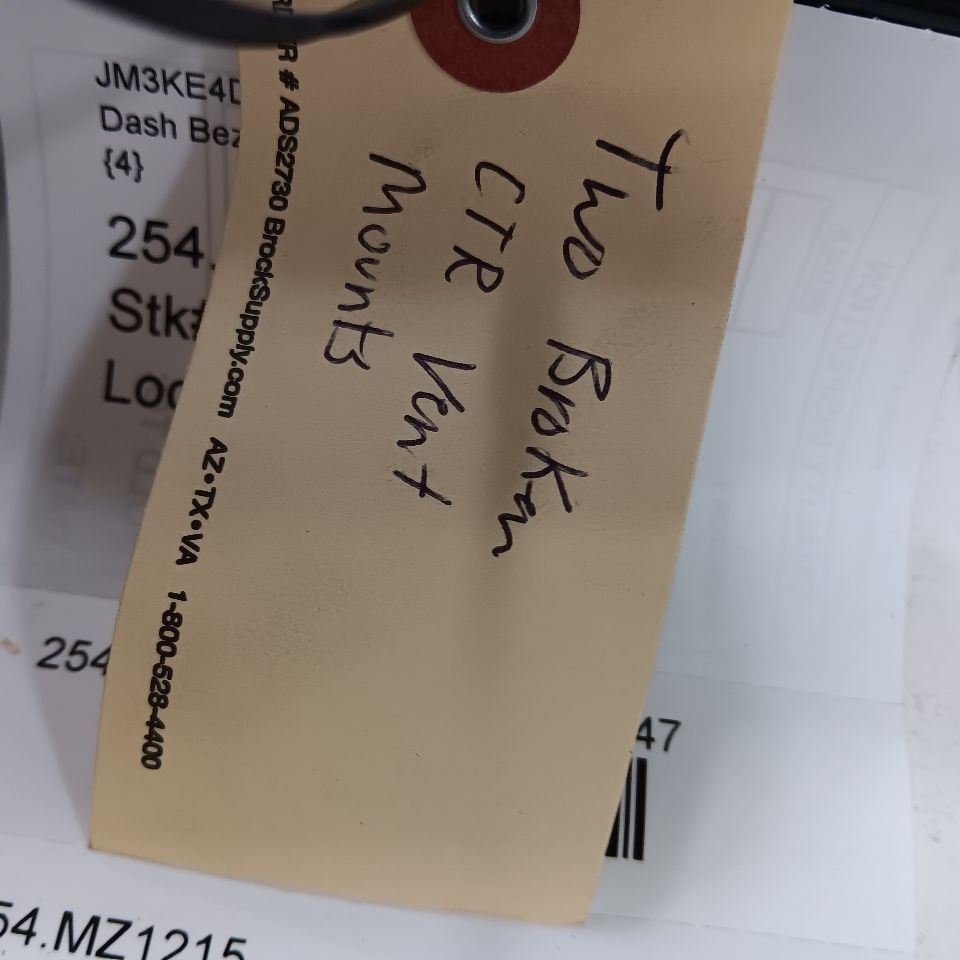 Two Broken
CTR Vent
Mounts
# ADS2730 BrockSupply.com AZ•TX•VA 1-800-528-4400
JM3KE4D
Dash Bez
{4}
254.
Stk#
Loc
254
47
54.MZ1215